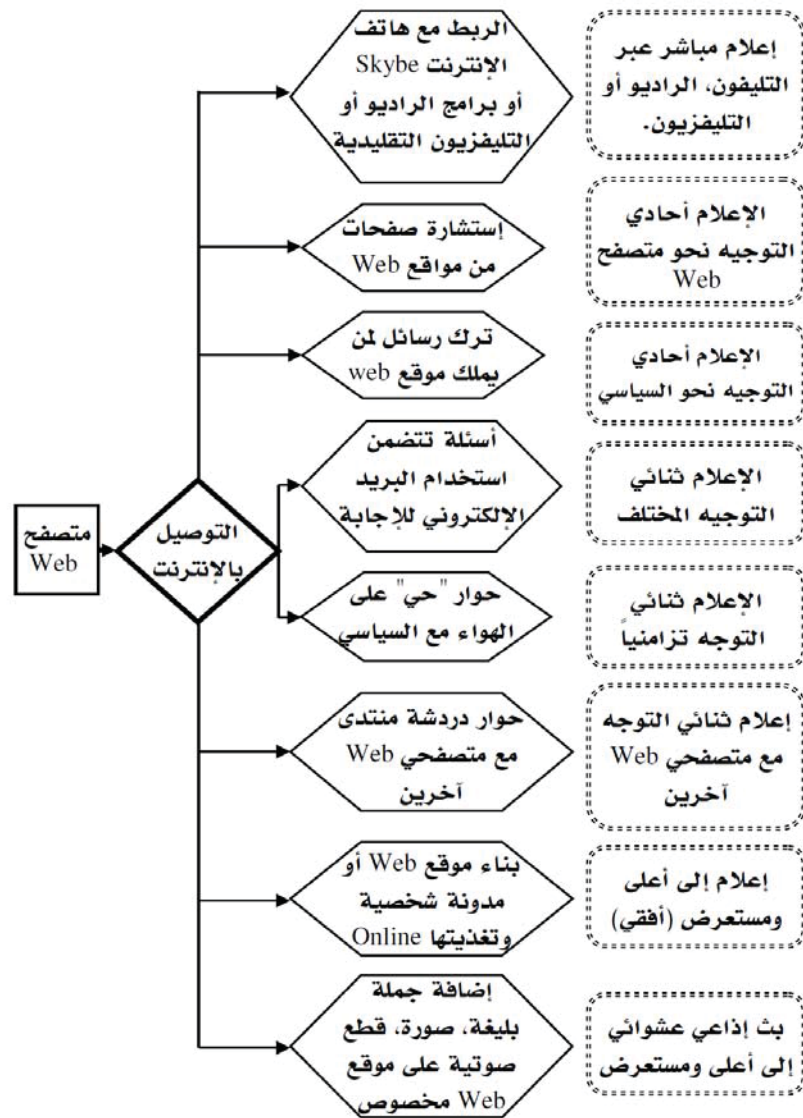 الربط مع هاتف
الإنترنت Skybe
أو برامج الراديو أو
التليفزيون التقليدية
إعلام مباشر عبر
التليفون، الراديو أو
التليفزيون.
إستشارة صفحات
من مواقع Web
الإعلام أحادي
التوجيه نحو متصفح
Web
ترك رسائل لمن
يملك موقع web
الإعلام أحادي
التوجيه نحو السياسي
أسئلة تتضمن
استخدام البريد
الإلكتروني للإجابة
الإعلام ثنائي
التوجيه المختلف
متصفح
Web
التوصيل
بالإنترنت
حوار "حي" على
الهواء مع السياسي
الإعلام ثنائي
التوجه تزامنياً
حوار دردشة منتدى
مع متصفحي Web
آخرين
إعلام ثنائي التوجه
مع متصفحي Web
آخرين
بناء موقع Web أو
مدونة شخصية
وتغذيتها Online
إعلام إلى أعلى
ومستعرض (أفقي)
إضافة جملة
بليغة، صورة، قطع
صوتية على موقع
Web مخصوص
بث إذاعي عشوائي
إلى أعلى ومستعرض